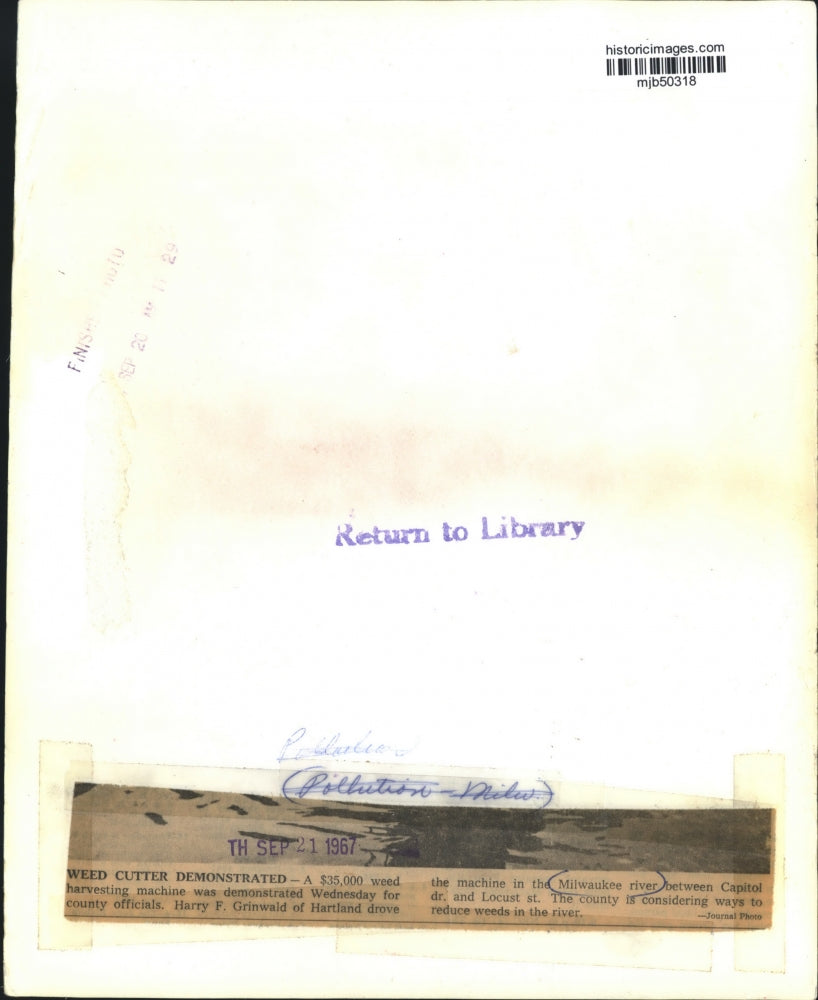 historicimages.com
mjb50318
SEP 20 AM 11 29
Return to Library
Pollution
Pollution - Milw.
TH SEP 21 1967
WEED CUTTER DEMONSTRATED — A $35,000 weed
harvesting machine was demonstrated Wednesday for
county officials. Harry F. Grinwald of Hartland drove
the machine in the Milwaukee river between Capitol
dr. and Locust st. The county is considering ways to
reduce weeds in the river.
—Journal Photo